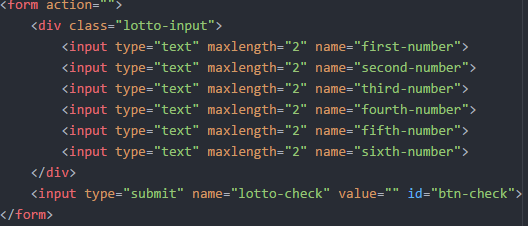 <form action="">
<div class="lotto-input">
<input type="text" maxlength="2" name="first-number">
<input type="text" maxlength="2" name="second-number">
<input type="text" maxlength="2" name="third-number">
<input type="text" maxlength="2" name="fourth-number">
<input type="text" maxlength="2" name="fifth-number">
<input type="text" maxlength="2" name="sixth-number">
</div>
<input type="submit" name="lotto-check" value="" id="btn-check">
</form>